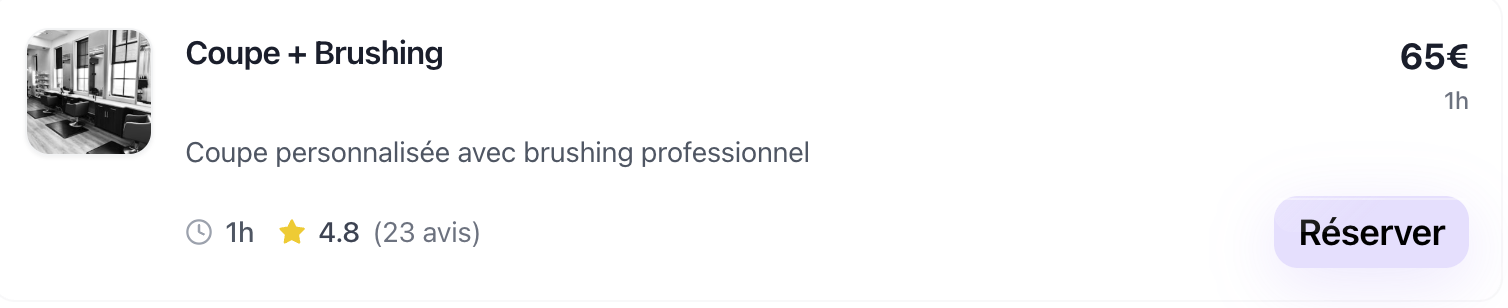 Coupe + Brushing
65€
1h
Coupe personnalisée avec brushing professionnel
1h 4.8 (23 avis)
Réserver